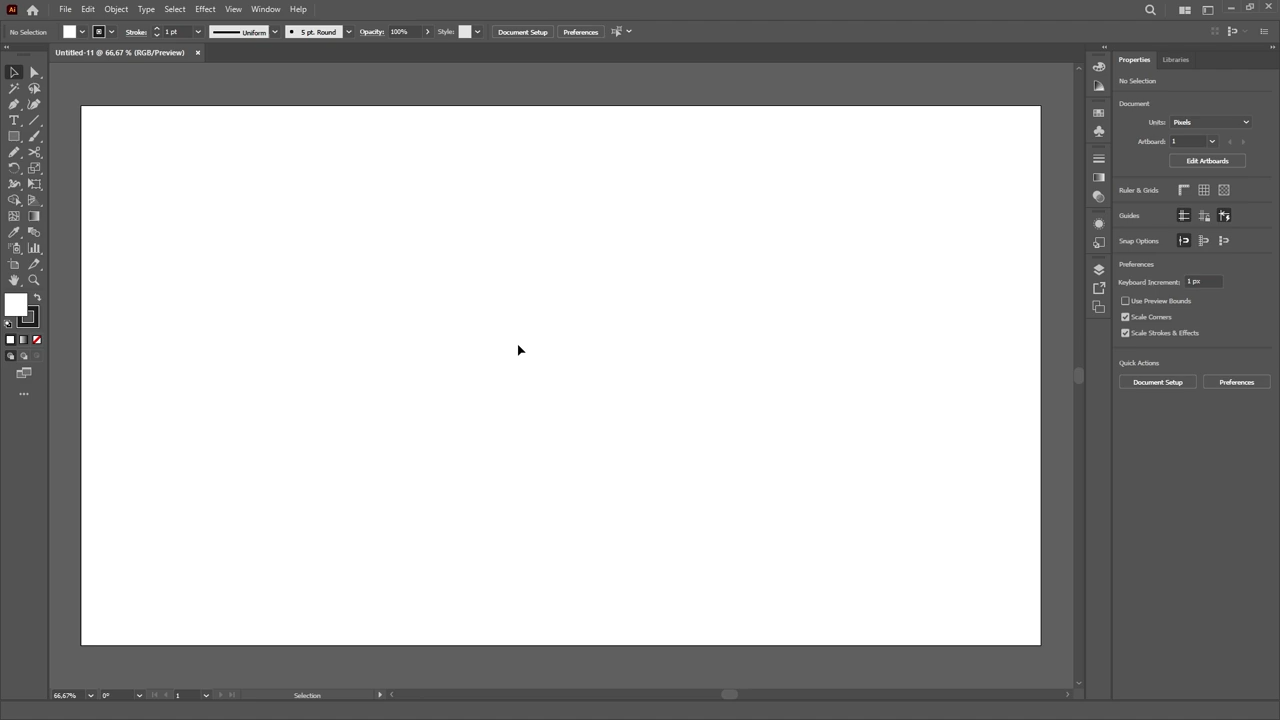 Ai File Edit Object Type Select Effect View Window Help
No Selection Stroke: 1 pt Uniform 5 pt. Round Opacity: 100% Style: Document Setup Preferences
Untitled-11 @ 66,67 % (RGB/Preview) ×
Properties Libraries
No Selection
Document
Units: Pixels
Artboard: 1
Edit Artboards
Ruler & Grids
Guides
Snap Options
Preferences
Keyboard Increment: 1 px
Use Preview Bounds
Scale Corners
Scale Strokes & Effects
Quick Actions
Document Setup Preferences
66,67% 0° 1 Selection